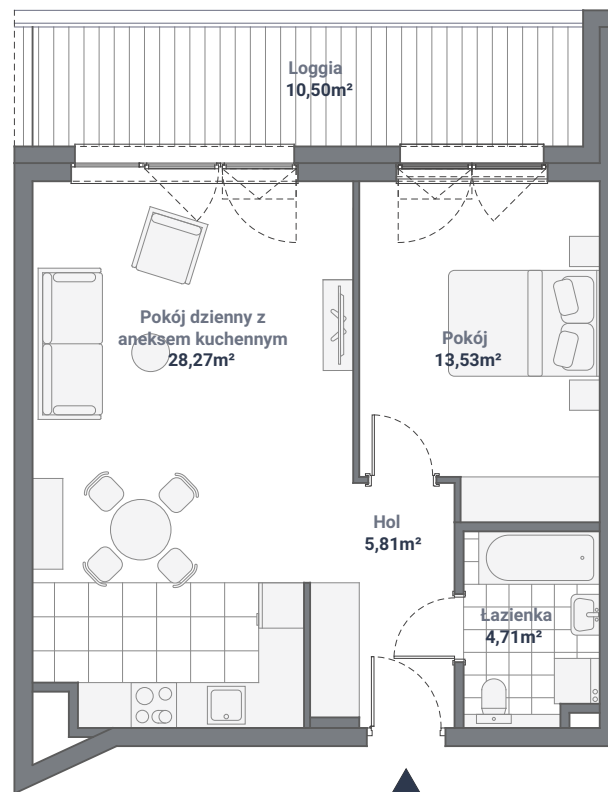 Loggia
10,50m²
Pokój dzienny z
aneksem kuchennym
28,27m²
Pokój
13,53m²
Hol
5,81m²
Łazienka
4,71m²